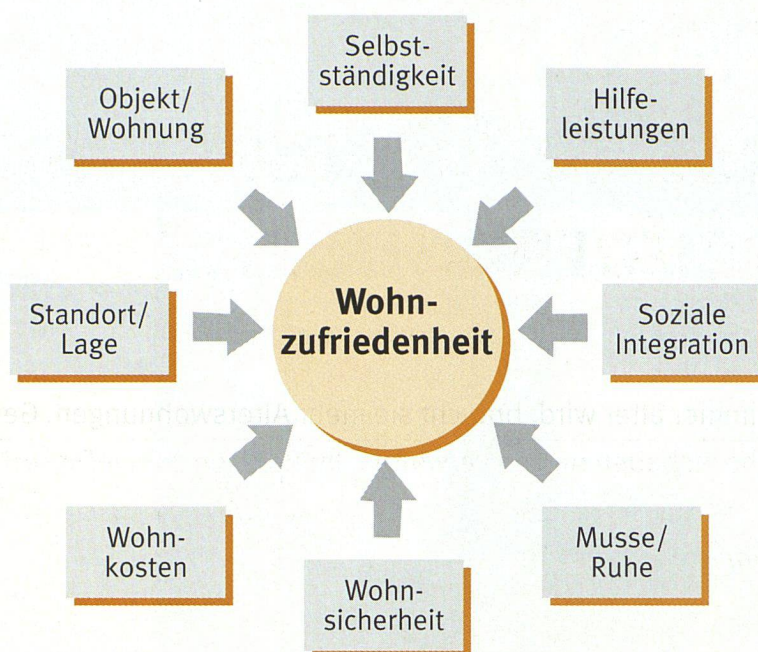 Selbst-
ständigkeit
Objekt/
Wohnung
Hilfe-
leistungen
Standort/
Lage
Wohn-
zufriedenheit
Soziale
Integration
Wohn-
kosten
Wohn-
sicherheit
Musse/
Ruhe